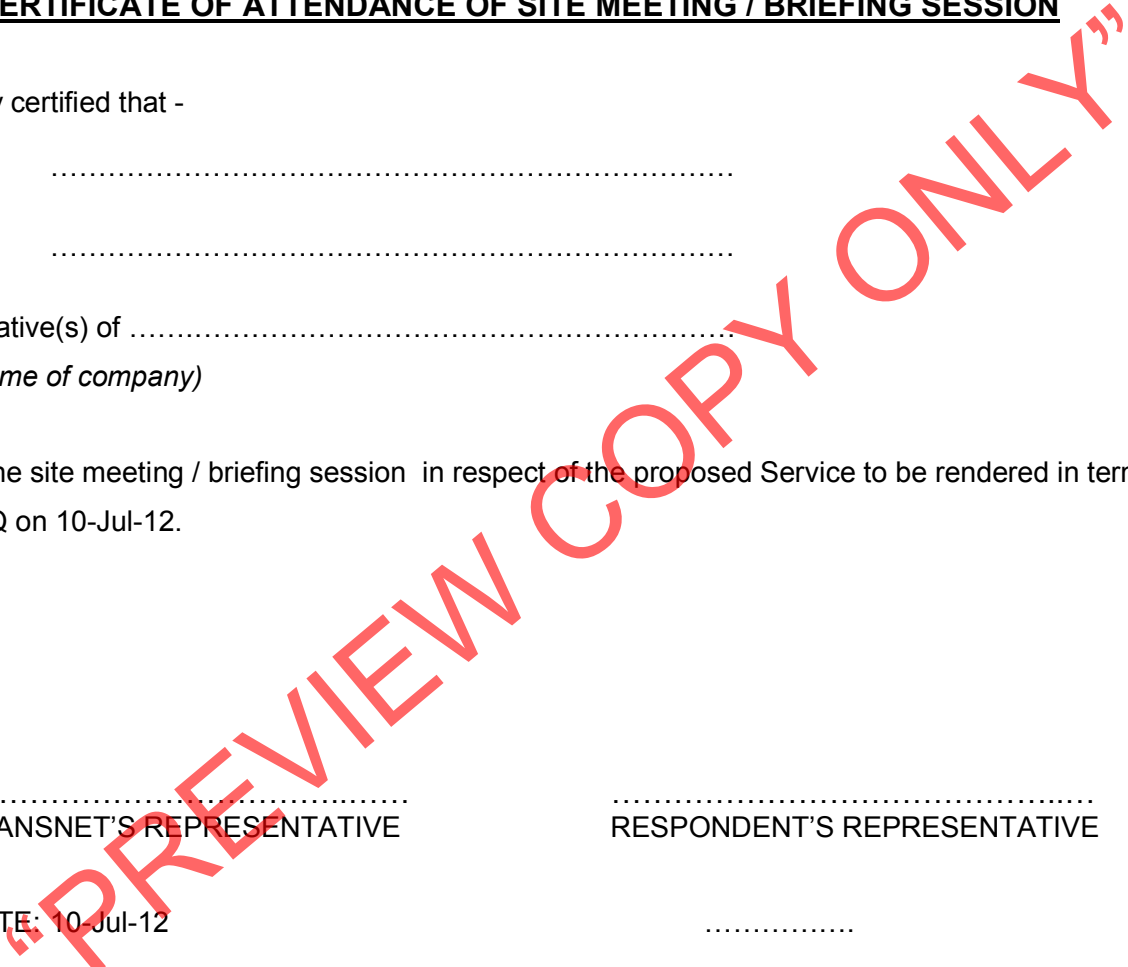 ERTIFICATE OF ATTENDANCE OF SITE MEETING / BRIEFING SESSION
certified that -
……………………………………………………………
……………………………………………………………
ative(s) of ……………………………………………………
me of company)
he site meeting / briefing session in respect of the proposed Service to be rendered in ter
Q on 10-Jul-12.
……………………………..…… ……………………………………..…
ANSNET’S REPRESENTATIVE RESPONDENT’S REPRESENTATIVE
TE: 10-Jul-12 …………….
“PREVIEW COPY ONLY”